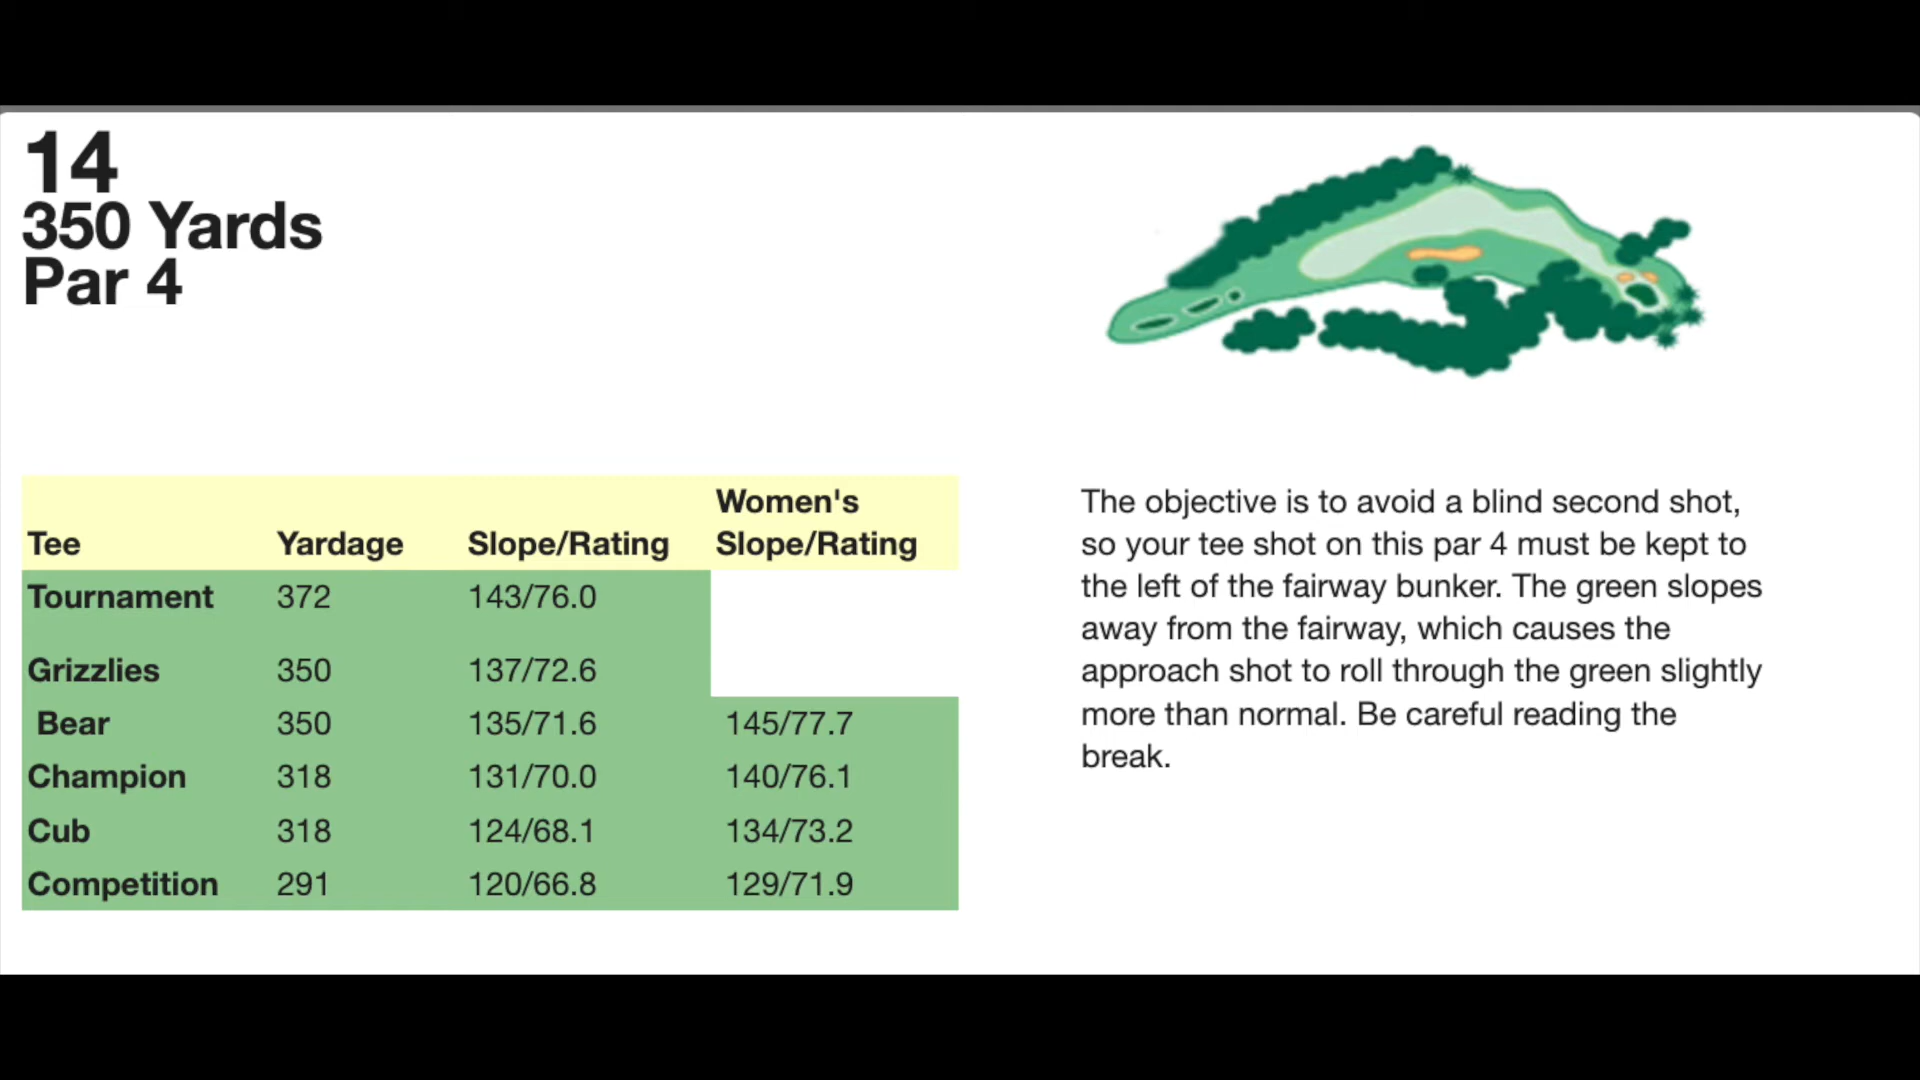 14
350 Yards
Par 4
Tee Yardage Slope/Rating Women's Slope/Rating
Tournament 372 143/76.0
Grizzlies 350 137/72.6
Bear 350 135/71.6 145/77.7
Champion 318 131/70.0 140/76.1
Cub 318 124/68.1 134/73.2
Competition 291 120/66.8 129/71.9
The objective is to avoid a blind second shot,
so your tee shot on this par 4 must be kept to
the left of the fairway bunker. The green slopes
away from the fairway, which causes the
approach shot to roll through the green slightly
more than normal. Be careful reading the
break.